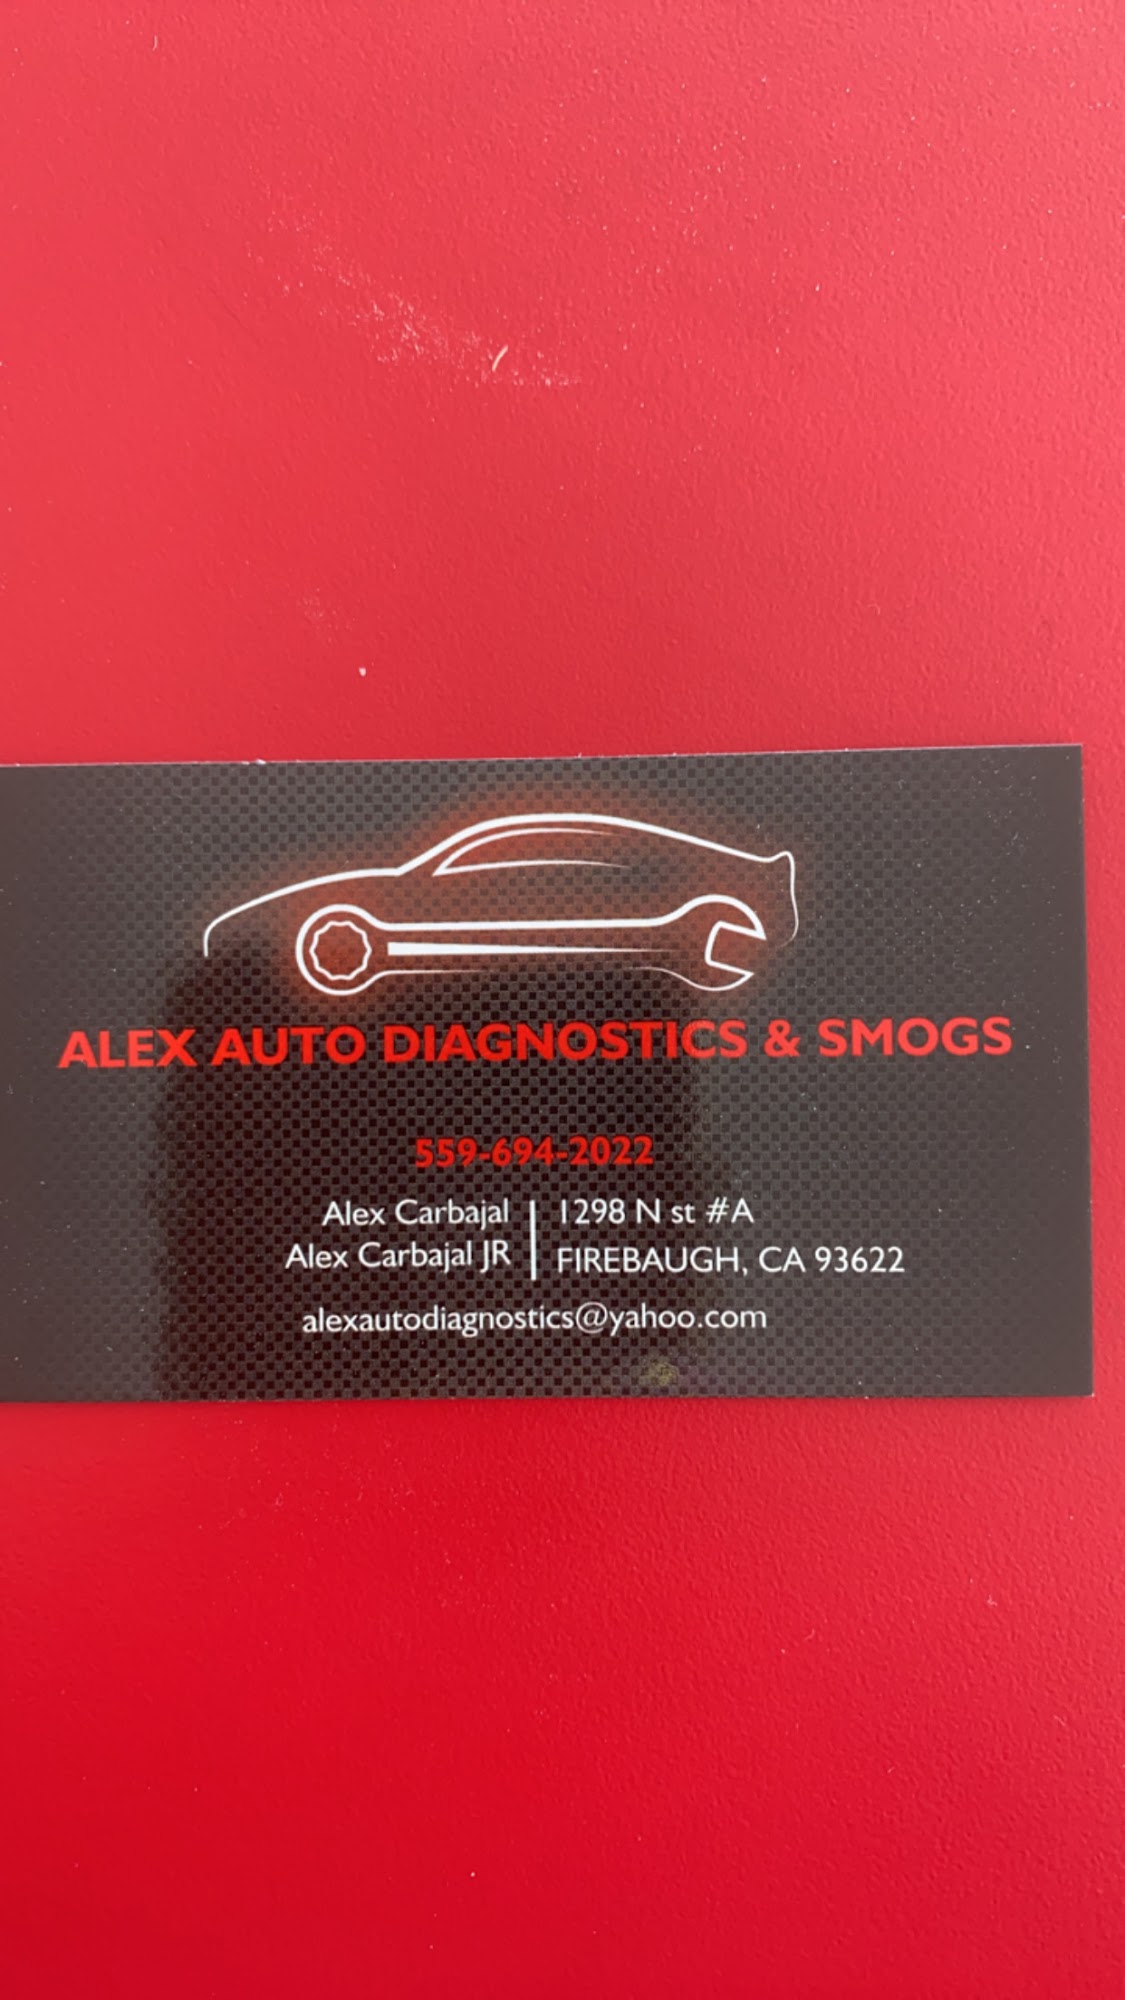 ALEX AUTO DIAGNOSTICS & SMOGS
559-694-2022
Alex Carbajal
Alex Carbajal JR
1298 N st #A
FIREBAUGH, CA 93622
alexautodiagnostics@yahoo.com